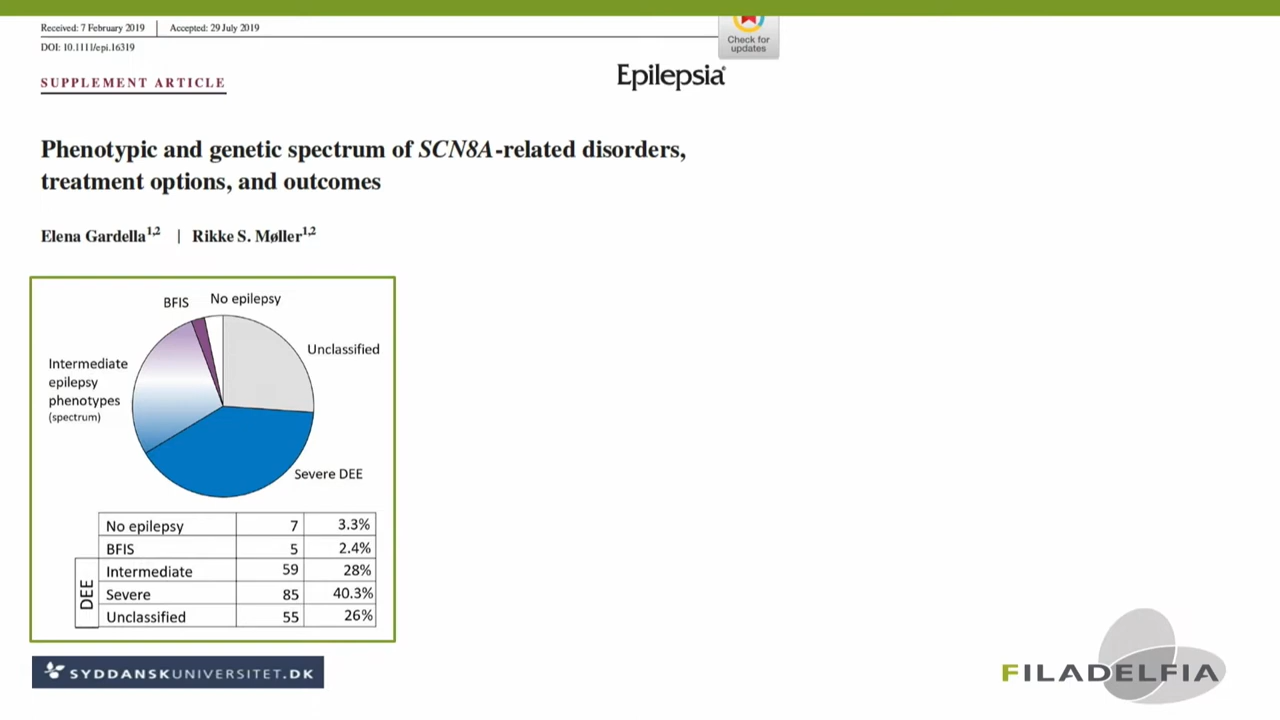 Received: 7 February 2019 | Accepted: 29 July 2019
DOI: 10.1111/epi.16319
Check for
updates
SUPPLEMENT ARTICLE
Epilepsia®
Phenotypic and genetic spectrum of SCN8A-related disorders,
treatment options, and outcomes
Elena Gardella1,2 | Rikke S. Møller1,2
BFIS
No epilepsy
Unclassified
Intermediate
epilepsy
phenotypes
(spectrum)
Severe DEE
No epilepsy 7 3.3%
BFIS 5 2.4%
DEE
Intermediate 59 28%
Severe 85 40.3%
Unclassified 55 26%
SYDDANSKUNIVERSITET.DK
FILADELFIA